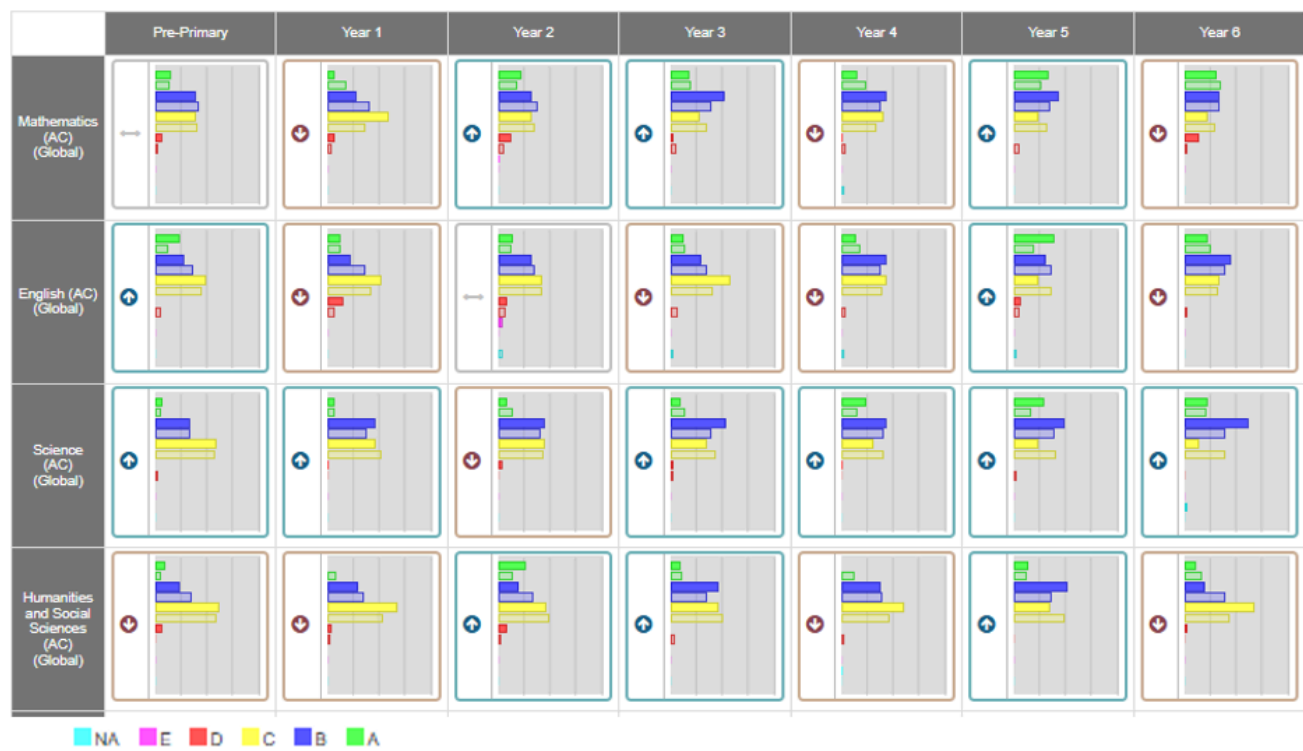 Pre-Primary
Year 1
Year 2
Year 3
Year 4
Year 5
Year 6
Mathematics
(AC)
(Global)
English (AC)
(Global)
Science
(AC)
(Global)
Humanities
and Social
Sciences
(AC)
(Global)
NA E D C B A